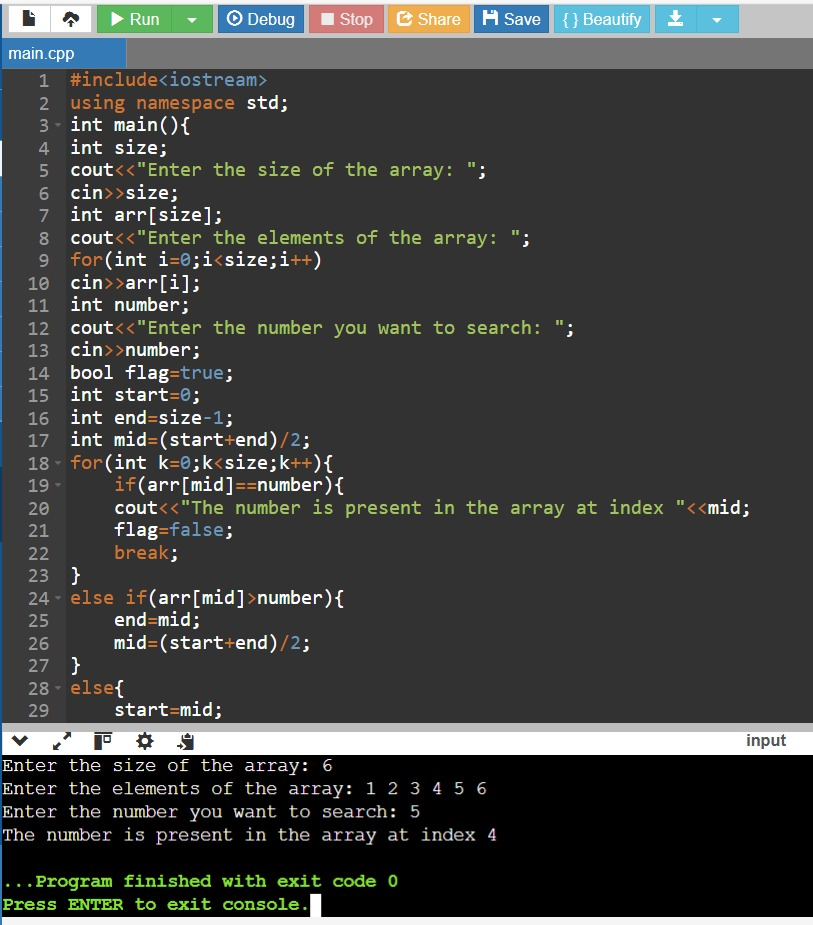 Run Debug Stop Share Save { } Beautify
main.cpp
1 #include<iostream>
2 using namespace std;
3 int main(){
4 int size;
5 cout<<"Enter the size of the array: ";
6 cin>>size;
7 int arr[size];
8 cout<<"Enter the elements of the array: ";
9 for(int i=0;i<size;i++)
10 cin>>arr[i];
11 int number;
12 cout<<"Enter the number you want to search: ";
13 cin>>number;
14 bool flag=true;
15 int start=0;
16 int end=size-1;
17 int mid=(start+end)/2;
18 for(int k=0;k<size;k++){
19     if(arr[mid]==number){
20     cout<<"The number is present in the array at index "<<mid;
21     flag=false;
22     break;
23 }
24 else if(arr[mid]>number){
25     end=mid;
26     mid=(start+end)/2;
27 }
28 else{
29     start=mid;
input
Enter the size of the array: 6
Enter the elements of the array: 1 2 3 4 5 6
Enter the number you want to search: 5
The number is present in the array at index 4
...Program finished with exit code 0
Press ENTER to exit console.